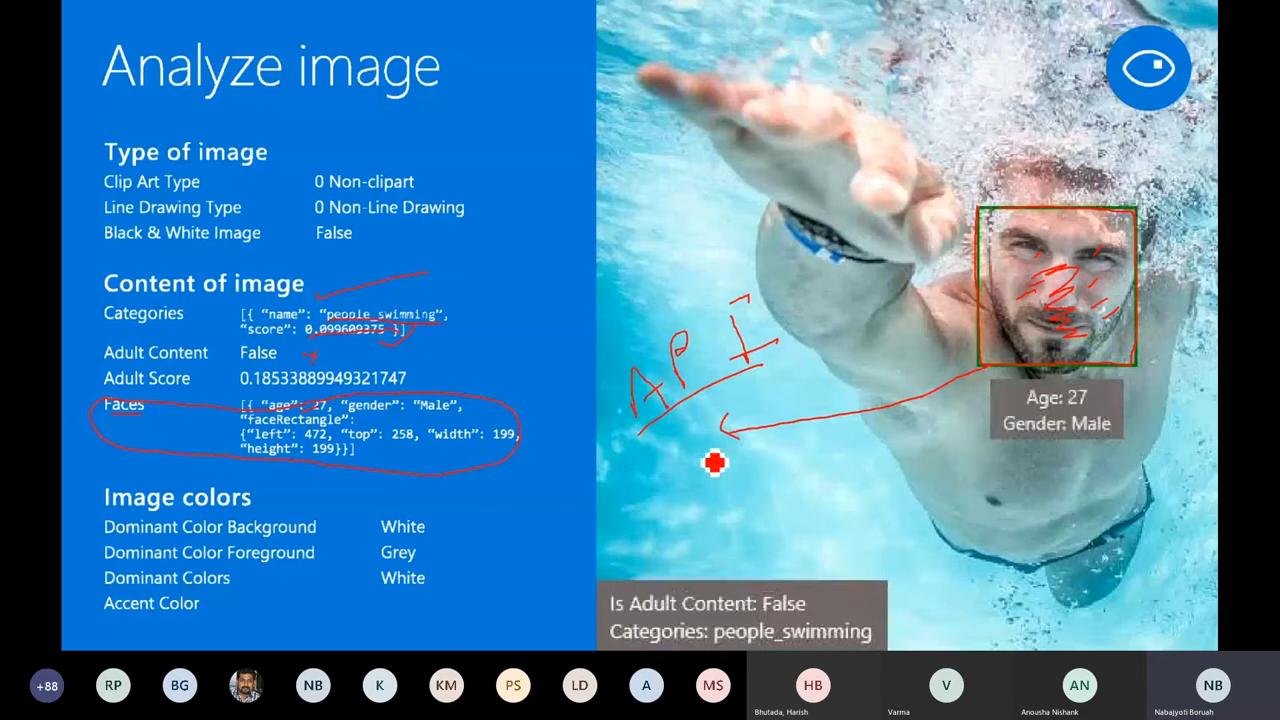 Analyze image
Type of image
Clip Art Type 0 Non-clipart
Line Drawing Type 0 Non-Line Drawing
Black & White Image False
Content of image
Categories [{ “name”: “people_swimming”,
“score”: 0.099609375 }]
Adult Content False
Adult Score 0.18533889949321747
Faces [{ “age”: 27, “gender”: “Male”,
“faceRectangle”:
{“left”: 472, “top”: 258, “width”: 199,
“height”: 199}}]
Image colors
Dominant Color Background White
Dominant Color Foreground Grey
Dominant Colors White
Accent Color
API
Age: 27
Gender: Male
Is Adult Content: False
Categories: people_swimming
+88 RP BG NB K KM PS LD A MS HB V AN NB
Bhutada, Harish Varma Anousha Nishank Nabajyoti Boruah